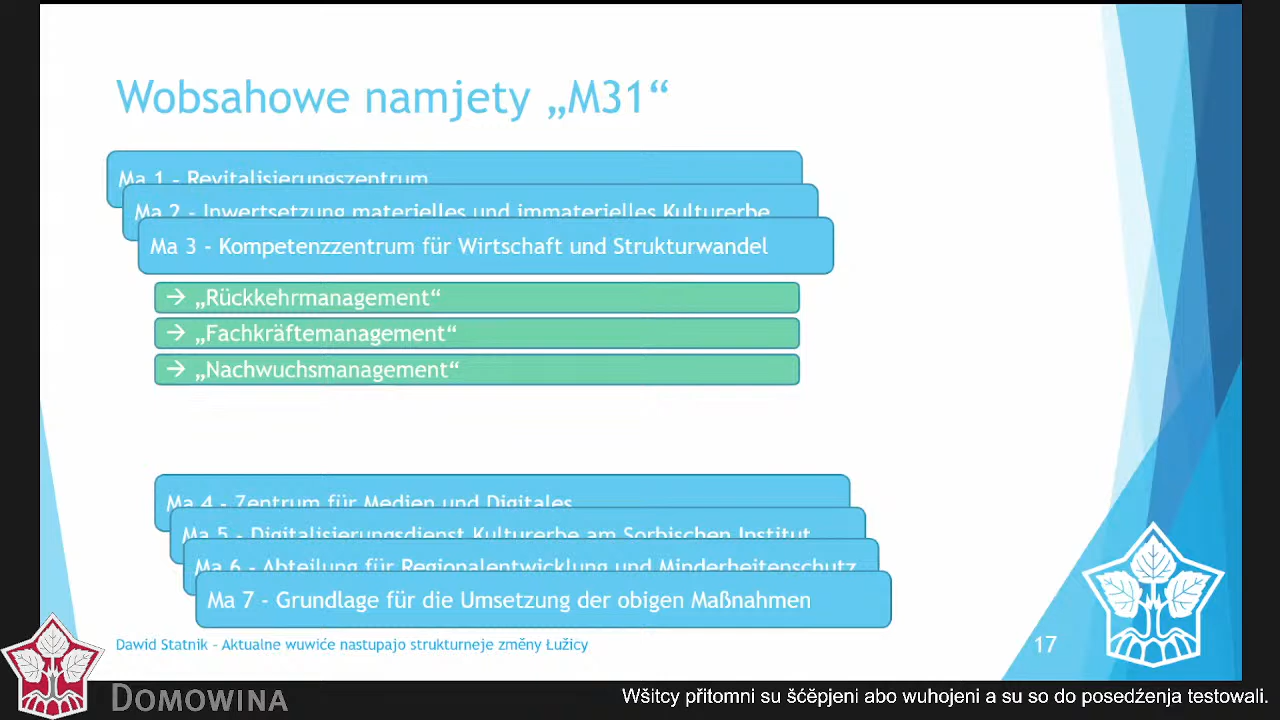 Wobsahowe namjety „M31“
Ma 1 - Revitalisierungszentrum
Ma 2 - Inwertsetzung materielles und immaterielles Kulturerbe
Ma 3 - Kompetenzzentrum für Wirtschaft und Strukturwandel
→ „Rückkehrmanagement“
→ „Fachkräftemanagement“
→ „Nachwuchsmanagement“
Ma 4 - Zentrum für Medien und Digitales
Ma 5 - Digitalisierungsdienst Kulturerbe am Sorbischen Institut
Ma 6 - Abteilung für Regionalentwicklung und Minderheitenschutz
Ma 7 - Grundlage für die Umsetzung der obigen Maßnahmen
Dawid Statnik - Aktualne wuwiće nastupajo strukturneje změny Łužicy
17
DOMOWINA
Wšitcy přitomni su šćěpjeni abo wuhojeni a su so do posedźenja testowali.